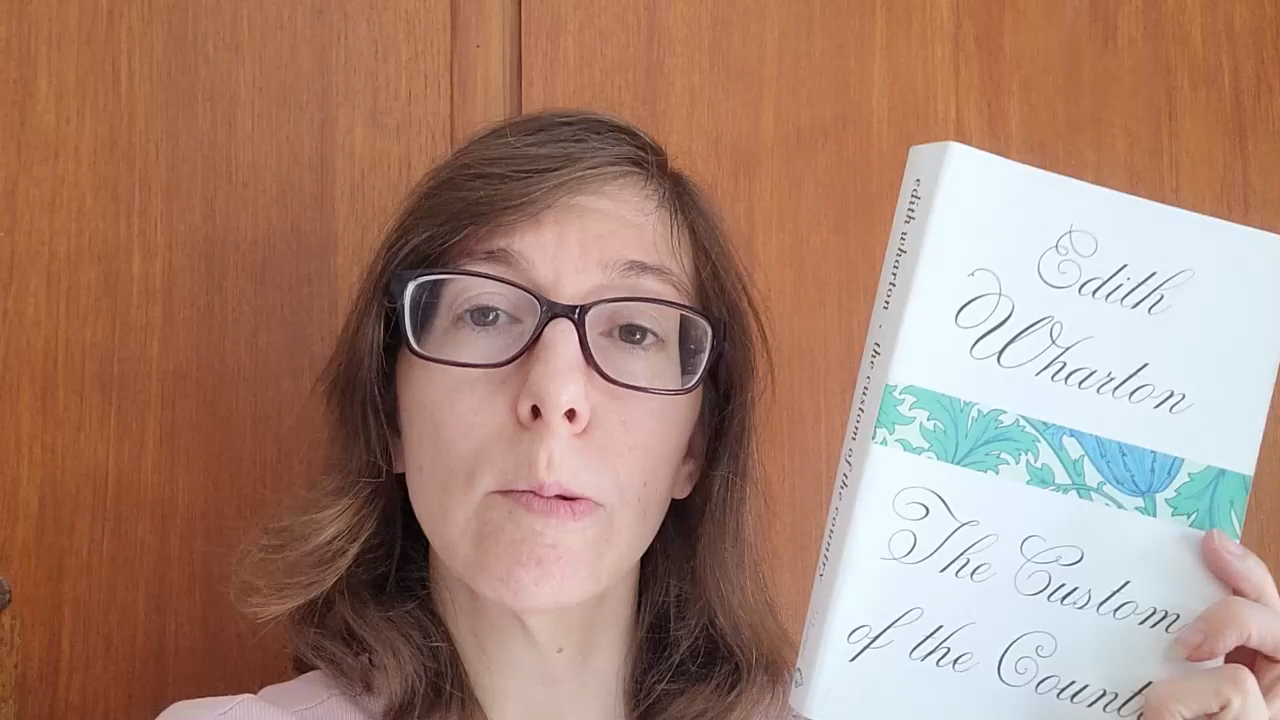 edith wharton · the custom of the country
Edith
Wharton
The Custom
of the Count